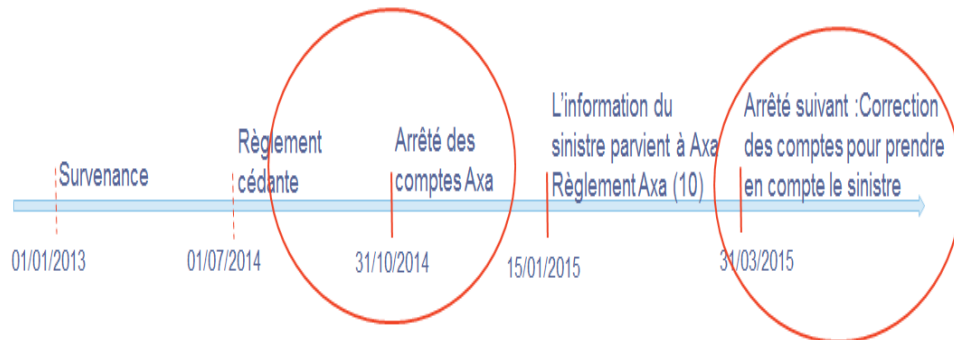 Survenance
01/01/2013
Règlement
cédante
01/07/2014
Arrêté des
comptes Axa
31/10/2014
L'information du
sinistre parvient à Axa
Règlement Axa (10)
15/01/2015
Arrêté suivant :Correction
des comptes pour prendre
en compte le sinistre
31/03/2015